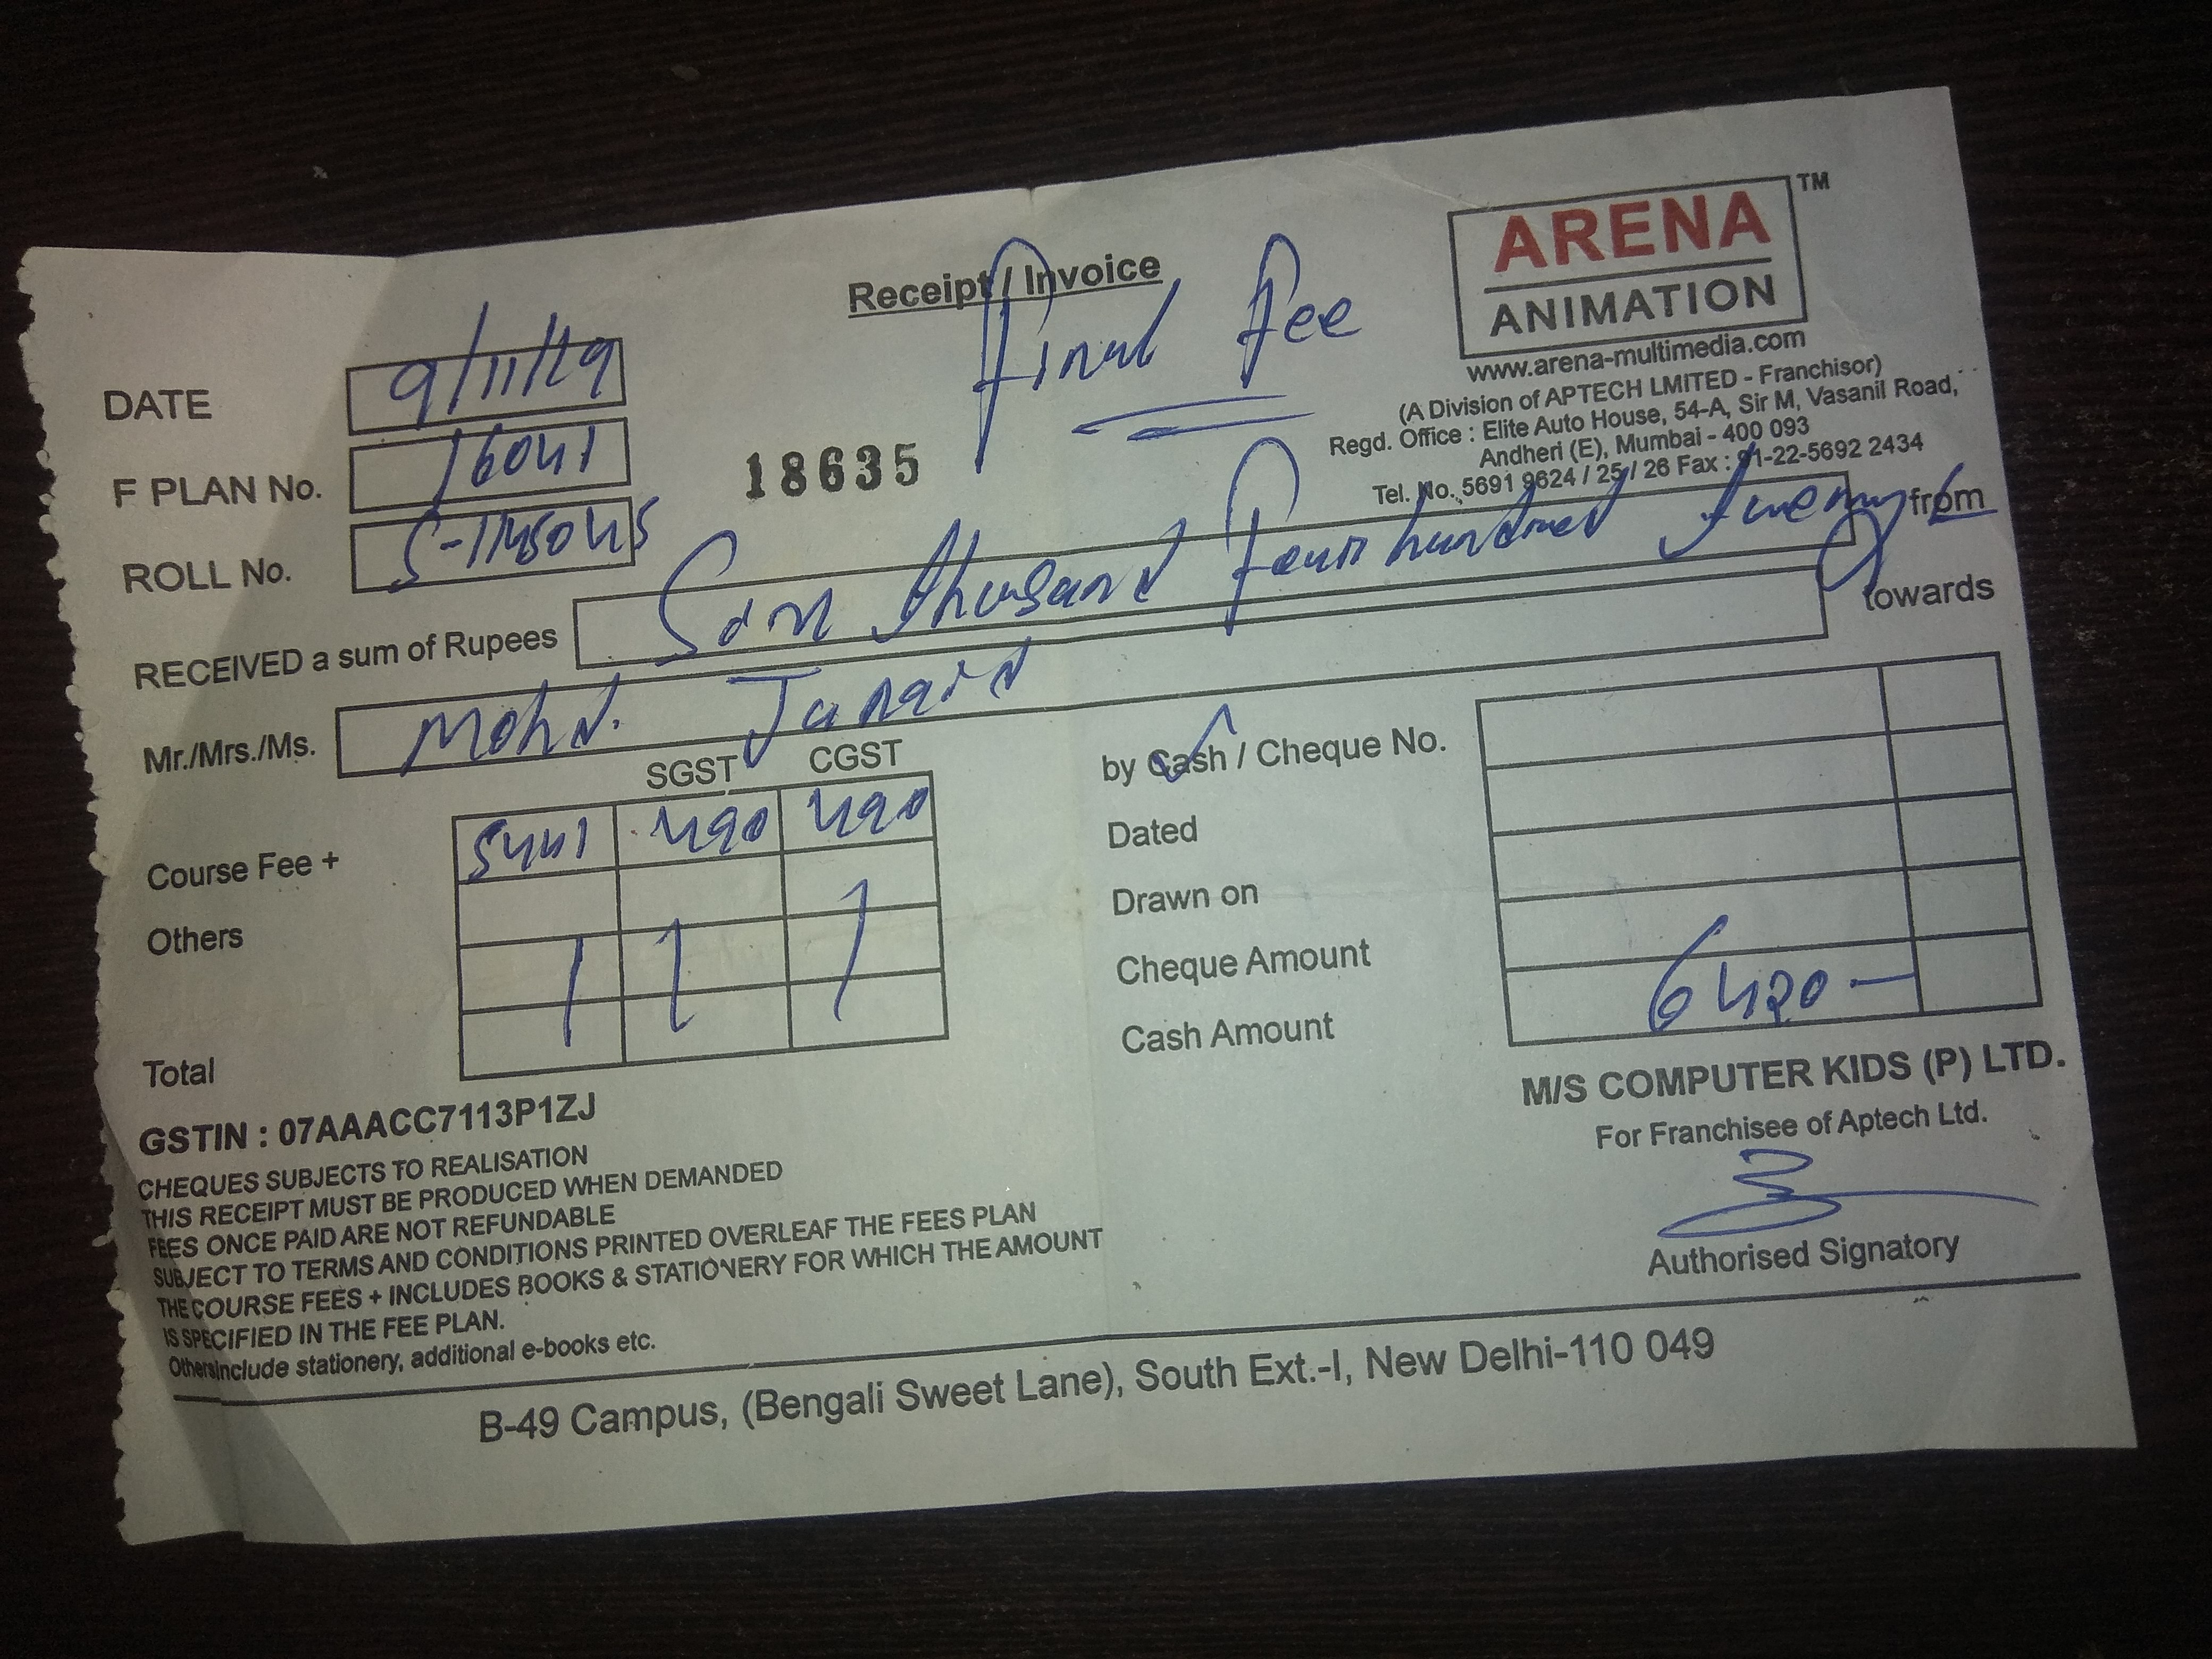 Receipt / Invoice
Final Fee
ARENA TM
ANIMATION
www.arena-multimedia.com
(A Division of APTECH LMITED - Franchisor)
Regd. Office : Elite Auto House, 54-A, Sir M, Vasanil Road,
Andheri (E), Mumbai - 400 093
Tel. No. 5691 9624 / 25 / 26 Fax : 91-22-5692 2434
DATE 9/11/19
F PLAN No. 16041
18635
ROLL No.
RECEIVED a sum of Rupees thusand Four hundred from
towards
Mr./Mrs./Ms. Mohd. Junaid
SGST CGST
Course Fee + 5441 490 490
Others
Total
by Cash / Cheque No.
Dated
Drawn on
Cheque Amount
Cash Amount 6420 —
GSTIN : 07AAACC7113P1ZJ
CHEQUES SUBJECTS TO REALISATION
THIS RECEIPT MUST BE PRODUCED WHEN DEMANDED
FEES ONCE PAID ARE NOT REFUNDABLE
SUBJECT TO TERMS AND CONDITIONS PRINTED OVERLEAF THE FEES PLAN
THE COURSE FEES + INCLUDES BOOKS & STATIONERY FOR WHICH THE AMOUNT
IS SPECIFIED IN THE FEE PLAN.
Others include stationery, additional e-books etc.
M/S COMPUTER KIDS (P) LTD.
For Franchisee of Aptech Ltd.
Authorised Signatory
B-49 Campus, (Bengali Sweet Lane), South Ext.-I, New Delhi-110 049